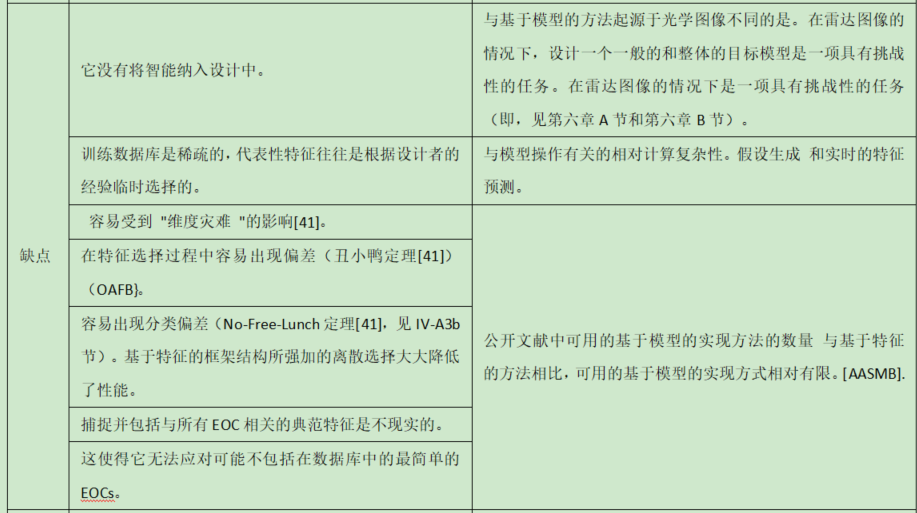 缺点
它没有将智能纳入设计中。
与基于模型的方法起源于光学图像不同的是。在雷达图像的
情况下，设计一个一般的和整体的目标模型是一项具有挑战
性的任务。在雷达图像的情况下是一项具有挑战性的任务
（即，见第六章 A 节和第六章 B 节）。
训练数据库是稀疏的，代表性特征往往是根据设计者的
经验临时选择的。
与模型操作有关的相对计算复杂性。假设生成 和实时的特征
预测。
容易受到 "维度灾难 "的影响[41]。
在特征选择过程中容易出现偏差（丑小鸭定理[41]）
（OAFB}。
容易出现分类偏差（No-Free-Lunch 定理[41]，见 IV-A3b
节）。基于特征的框架结构所强加的离散选择大大降低
了性能。
捕捉并包括与所有 EOC 相关的典范特征是不现实的。
这使得它无法应对可能不包括在数据库中的最简单的
EOCs。
公开文献中可用的基于模型的实现方法的数量 与基于特征
的方法相比，可用的基于模型的实现方式相对有限。[AASMB].